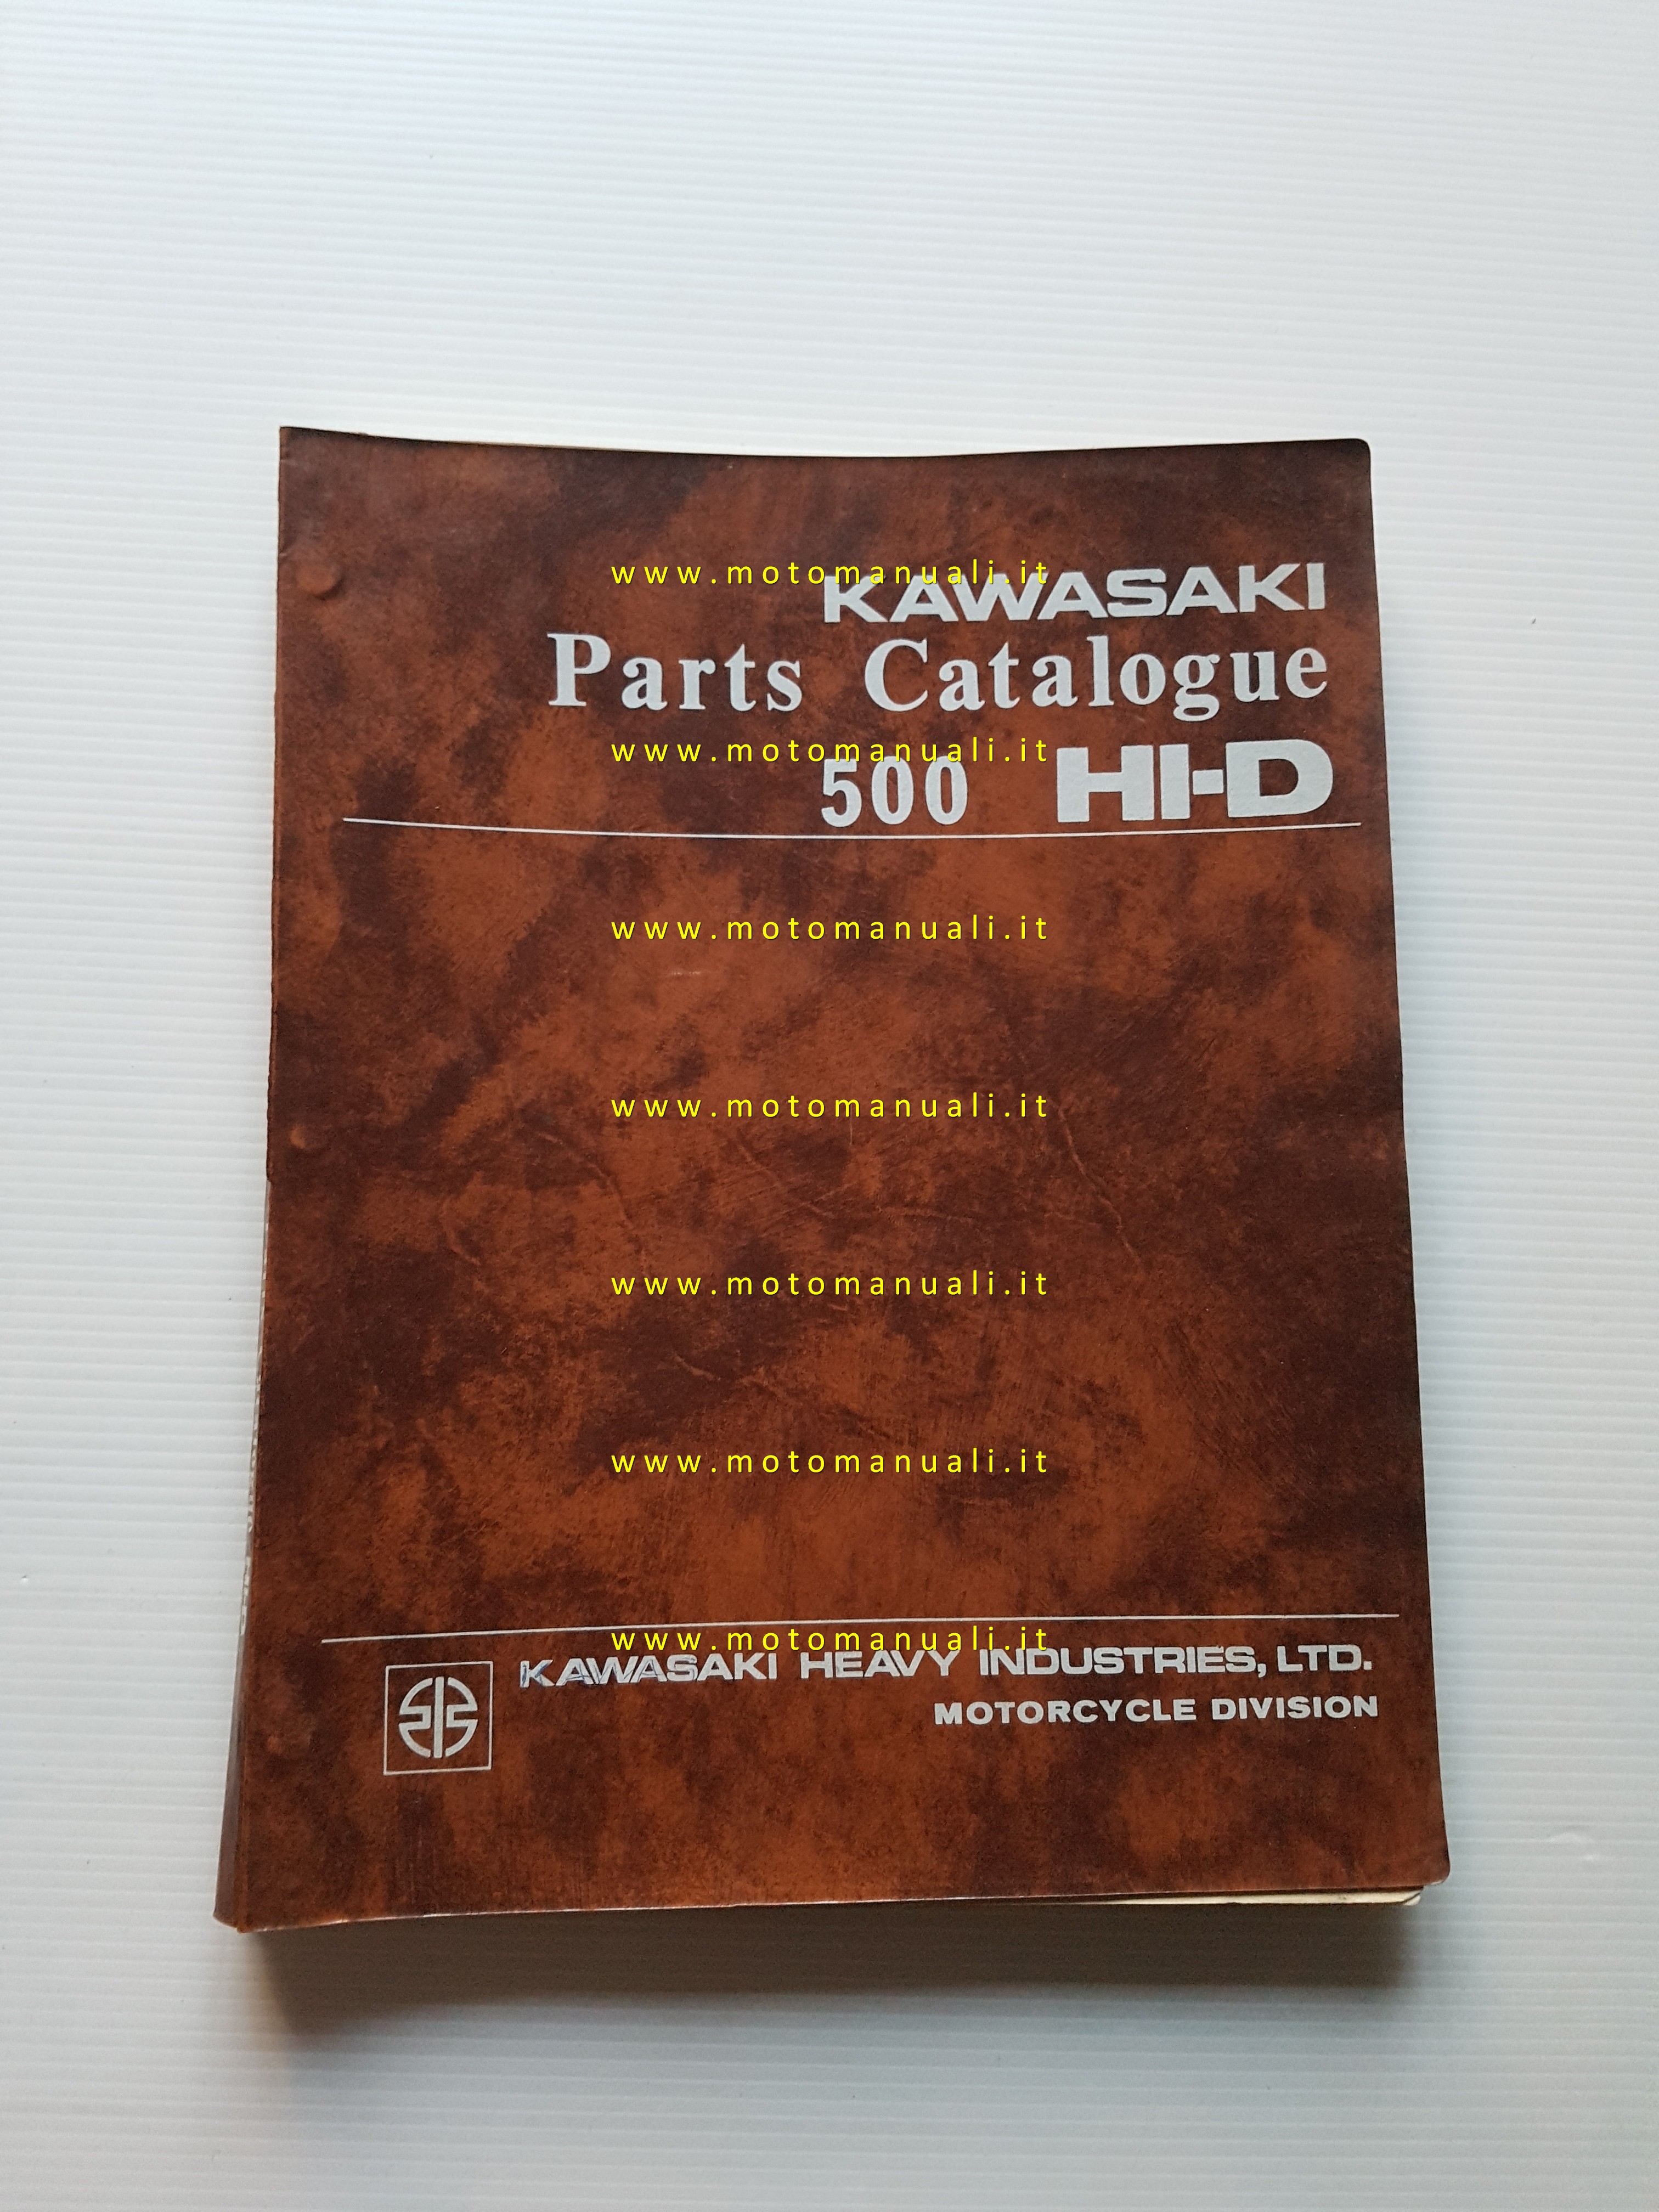 www.motomanuali.it
KAWASAKI
Parts Catalogue
www.motomanuali.it
500 H1-D
www.motomanuali.it
www.motomanuali.it
www.motomanuali.it
www.motomanuali.it
www.motomanuali.it
KAWASAKI HEAVY INDUSTRIES, LTD.
MOTORCYCLE DIVISION